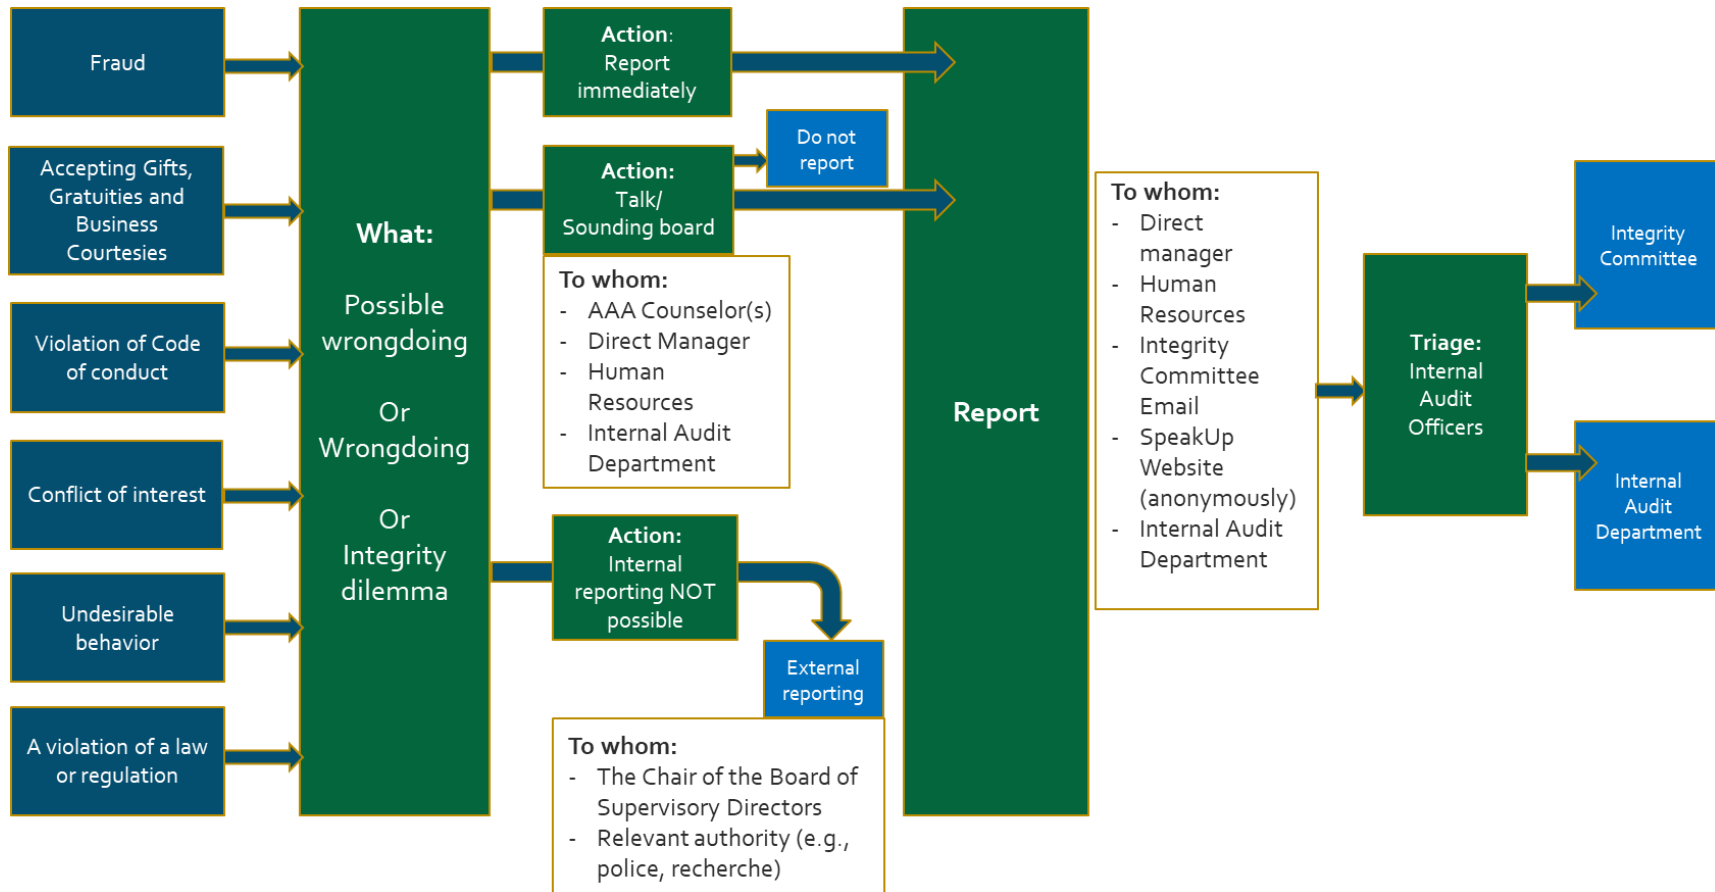 Fraud
Accepting Gifts,
Gratuities and
Business
Courtesies
Violation of Code
of conduct
Conflict of interest
Undesirable
behavior
A violation of a law
or regulation
What:
Possible
wrongdoing
Or
Wrongdoing
Or
Integrity
dilemma
Action:
Report
immediately
Action:
Talk/
Sounding board
Do not
report
To whom:
- AAA Counselor(s)
- Direct Manager
- Human
Resources
- Internal Audit
Department
Action:
Internal
reporting NOT
possible
External
reporting
To whom:
- The Chair of the Board of
Supervisory Directors
- Relevant authority (e.g.,
police, recherche)
Report
To whom:
- Direct
manager
- Human
Resources
- Integrity
Committee
Email
- SpeakUp
Website
(anonymously)
- Internal Audit
Department
Triage:
Internal
Audit
Officers
Integrity
Committee
Internal
Audit
Department